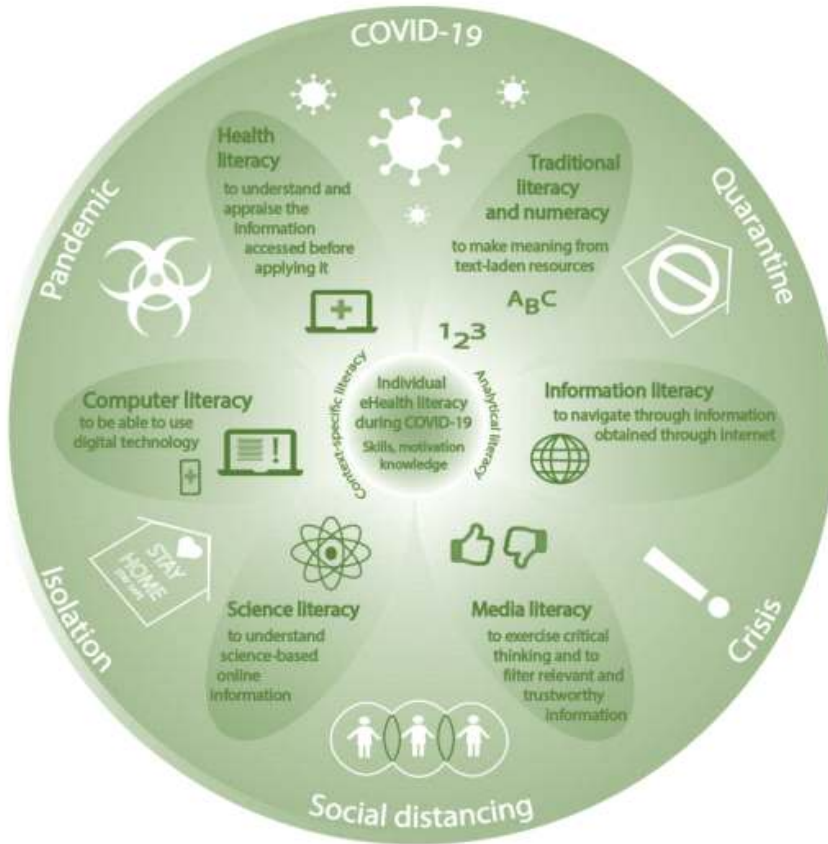 COVID-19
Health
literacy
to understand and
appraise the
information
accessed before
applying it
Traditional
literacy
and numeracy
to make meaning from
text-laden resources
ABC
123
Pandemic
Quarantine
Computer literacy
to be able to use
digital technology
Context-specific literacy
Individual
eHealth literacy
during COVID-19
Skills, motivation
knowledge
Analytical literacy
Information literacy
to navigate through information
obtained through internet
Isolation
STAY
HOME
Crisis
Science literacy
to understand
science-based
online
information
Media literacy
to exercise critical
thinking and to
filter relevant and
trustworthy
information
Social distancing